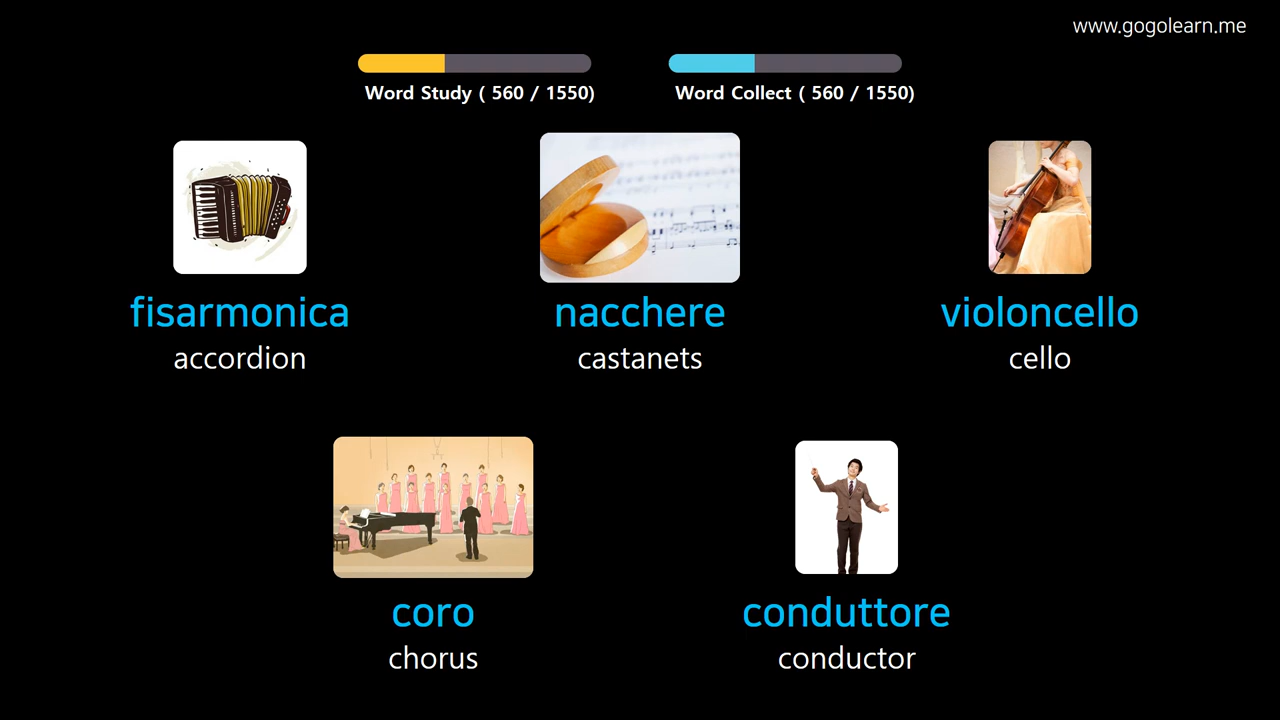 www.gogolearn.me
Word Study ( 560 / 1550)
Word Collect ( 560 / 1550)
fisarmonica
accordion
nacchere
castanets
violoncello
cello
coro
chorus
conduttore
conductor